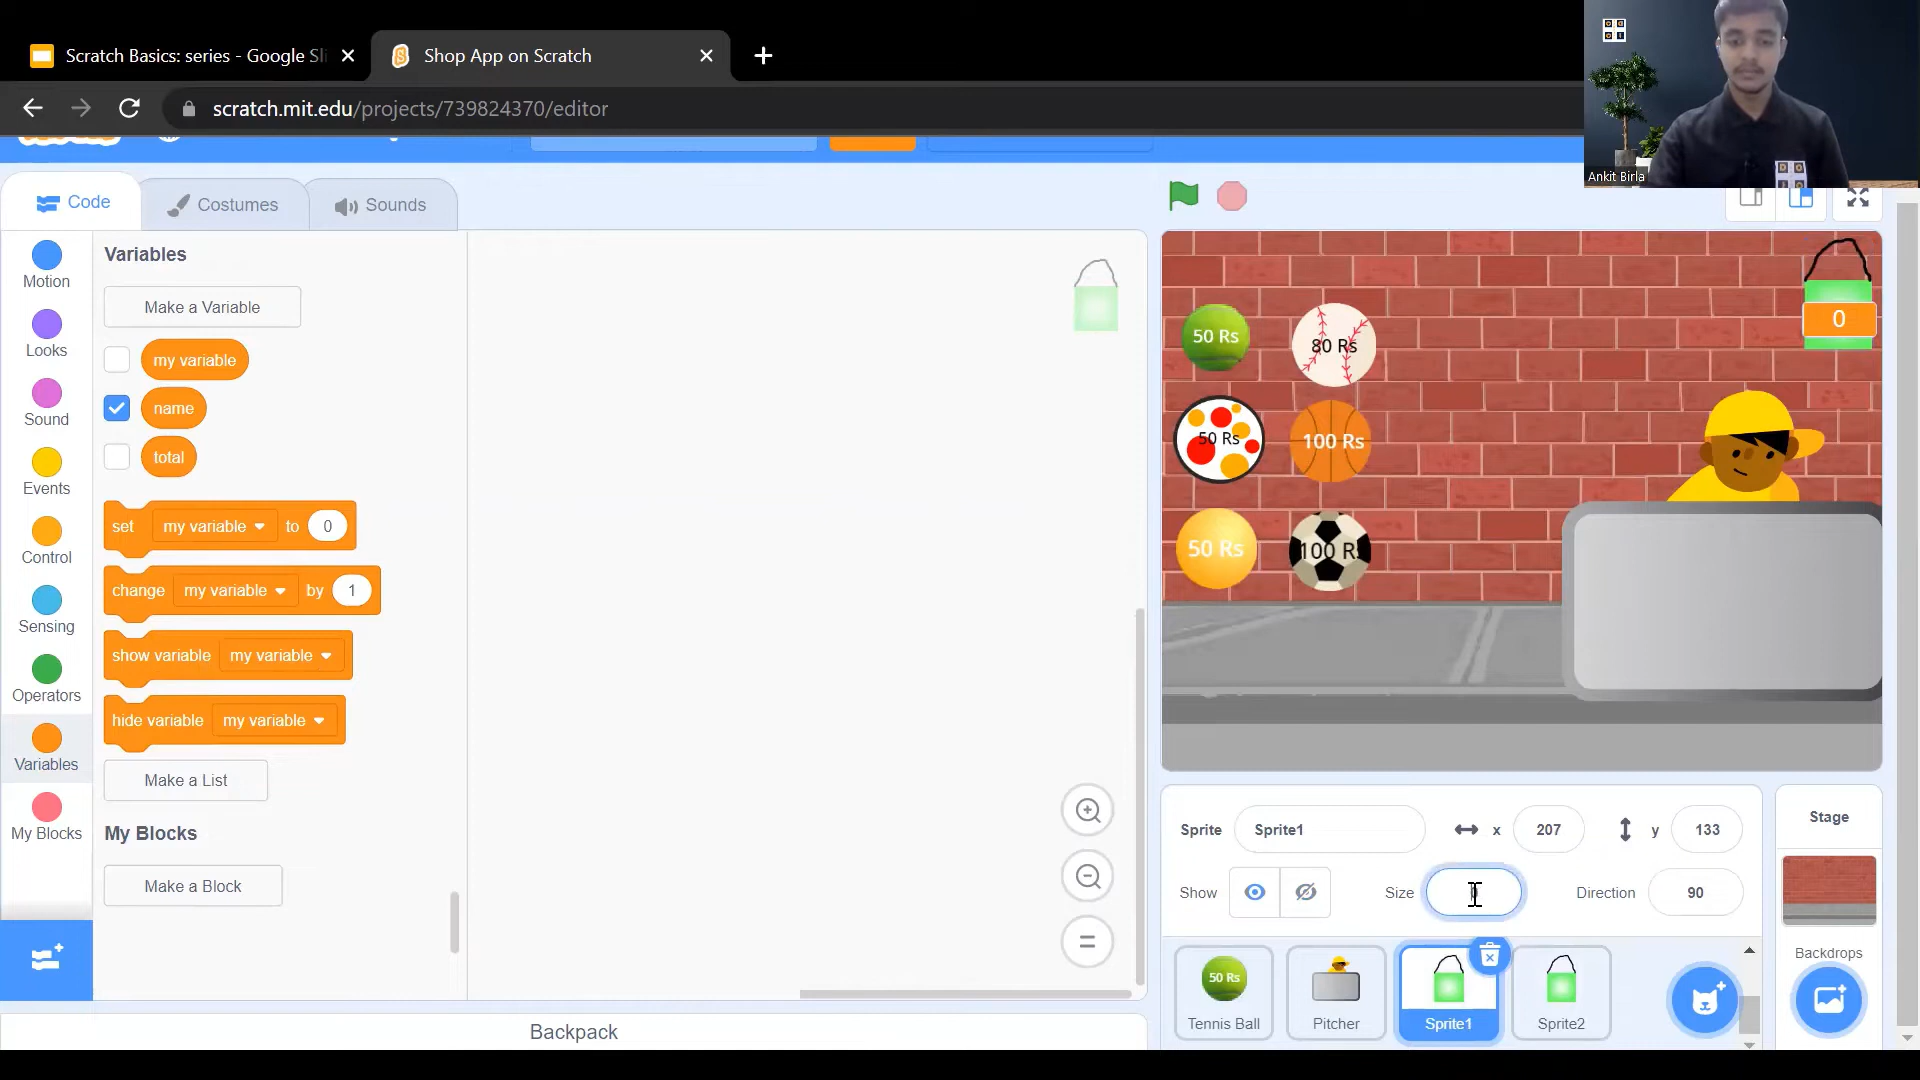 Scratch Basics: series - Google Sli
Shop App on Scratch
scratch.mit.edu/projects/739824370/editor
Ankit Birla
Code
Costumes
Sounds
Motion
Looks
Sound
Events
Control
Sensing
Operators
Variables
My Blocks
Variables
Make a Variable
my variable
name
total
set my variable to 0
change my variable by 1
show variable my variable
hide variable my variable
Make a List
My Blocks
Make a Block
Backpack
50 Rs
80 Rs
50 Rs
100 Rs
50 Rs
100 R
0
Sprite Sprite1 x 207 y 133
Show Size Direction 90
50 Rs
Tennis Ball
Pitcher
Sprite1
Sprite2
Stage
Backdrops